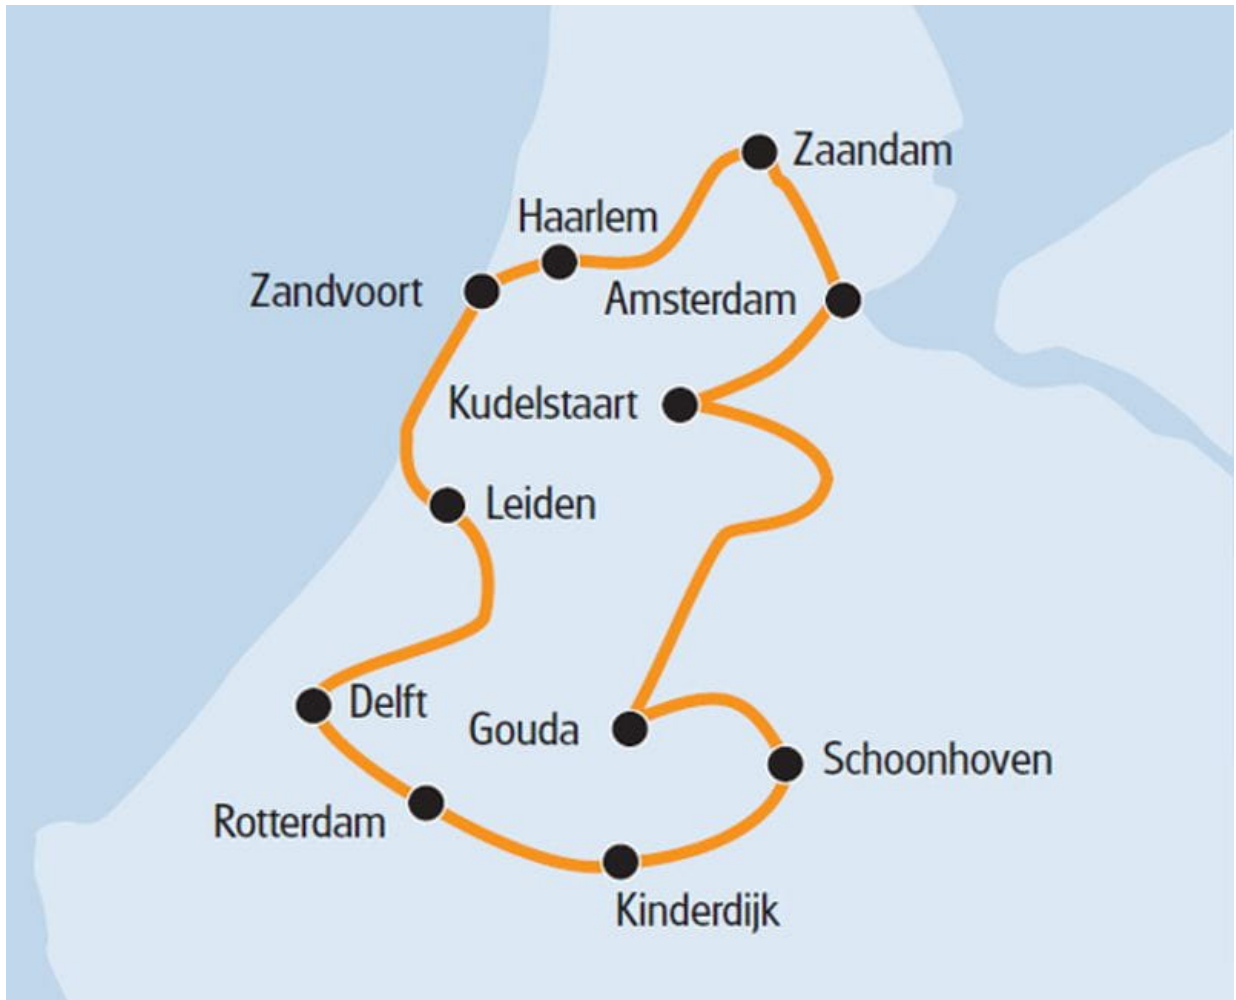 Zaandam
Haarlem
Zandvoort
Amsterdam
Kudelstaart
Leiden
Delft
Gouda
Schoonhoven
Rotterdam
Kinderdijk